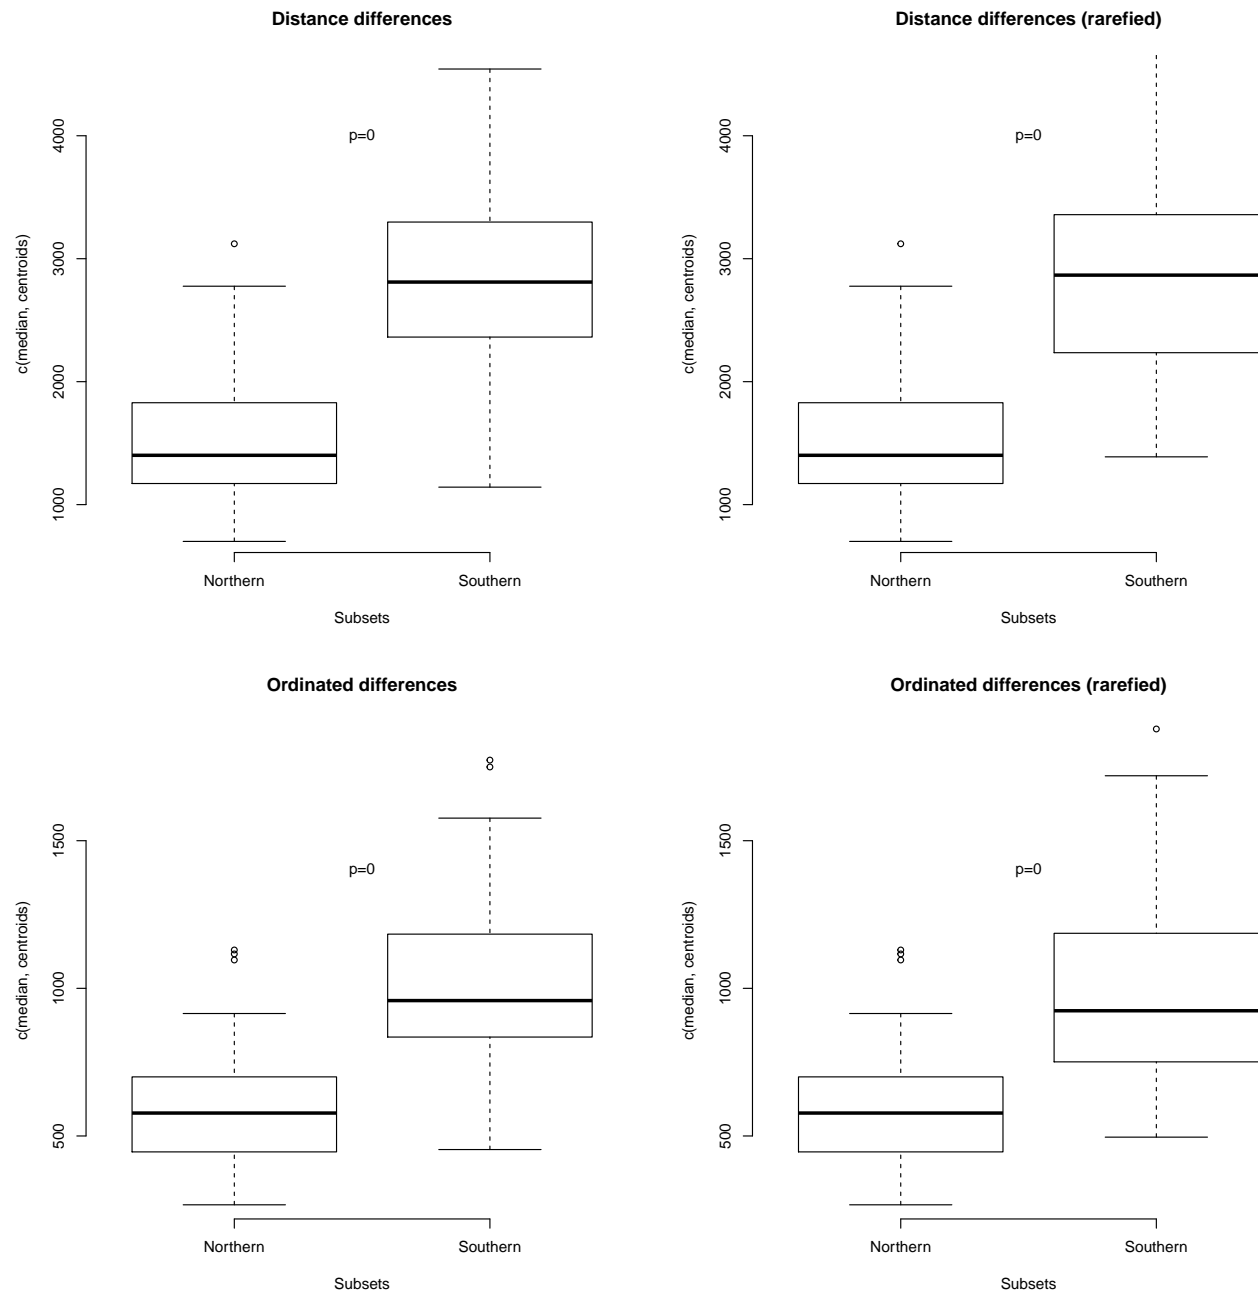 Distance differences
c(median, centroids)
4000
3000
2000
1000
p=0
Northern
Southern
Subsets
Distance differences (rarefied)
c(median, centroids)
4000
3000
2000
1000
p=0
Northern
Southern
Subsets
Ordinated differences
c(median, centroids)
1500
1000
500
p=0
Northern
Southern
Subsets
Ordinated differences (rarefied)
c(median, centroids)
1500
1000
500
p=0
Northern
Southern
Subsets